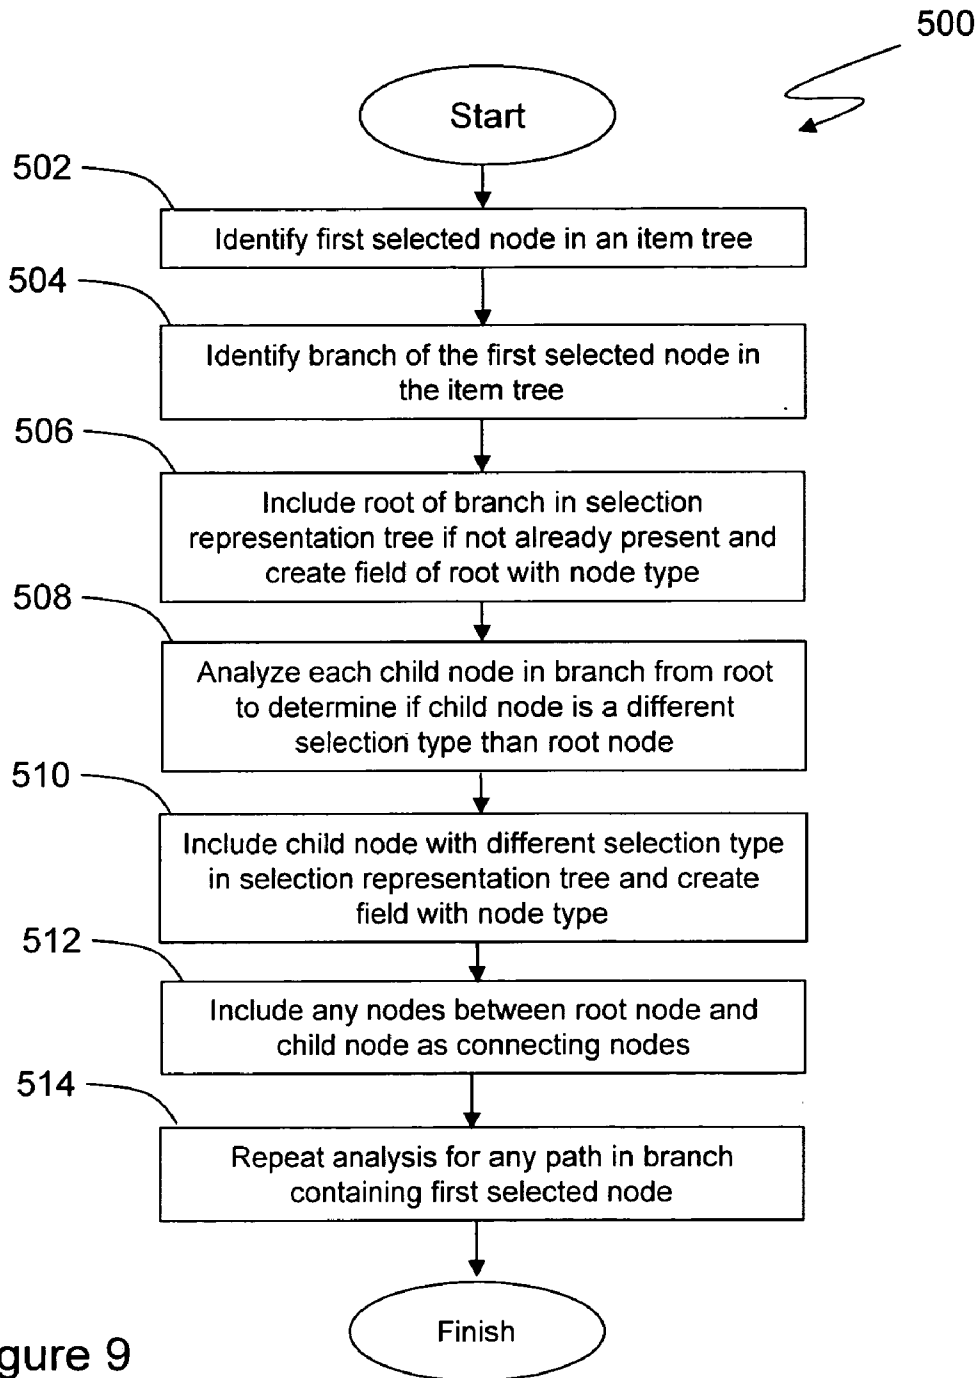 500
Start
502
Identify first selected node in an item tree
504
Identify branch of the first selected node in
the item tree
506
Include root of branch in selection
representation tree if not already present and
create field of root with node type
508
Analyze each child node in branch from root
to determine if child node is a different
selection type than root node
510
Include child node with different selection type
in selection representation tree and create
field with node type
512
Include any nodes between root node and
child node as connecting nodes
514
Repeat analysis for any path in branch
containing first selected node
Finish
gure 9